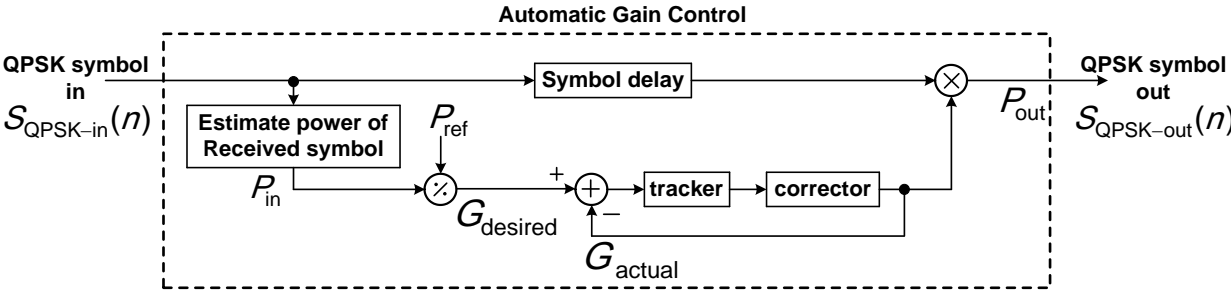 Automatic Gain Control
QPSK symbol
in
S_QPSK–in(n)
Symbol delay
×
QPSK symbol
out
S_QPSK–out(n)
P_out
Estimate power of
Received symbol
P_ref
P_in
٪
G_desired
+
+
−
tracker
corrector
G_actual